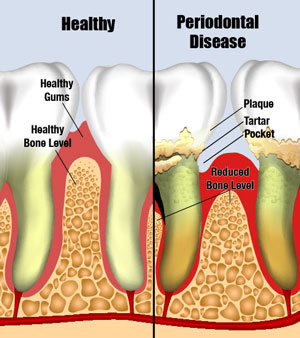 Healthy
Periodontal
Disease
Healthy
Gums
Healthy
Bone Level
Plaque
Tartar
Pocket
Reduced
Bone Level